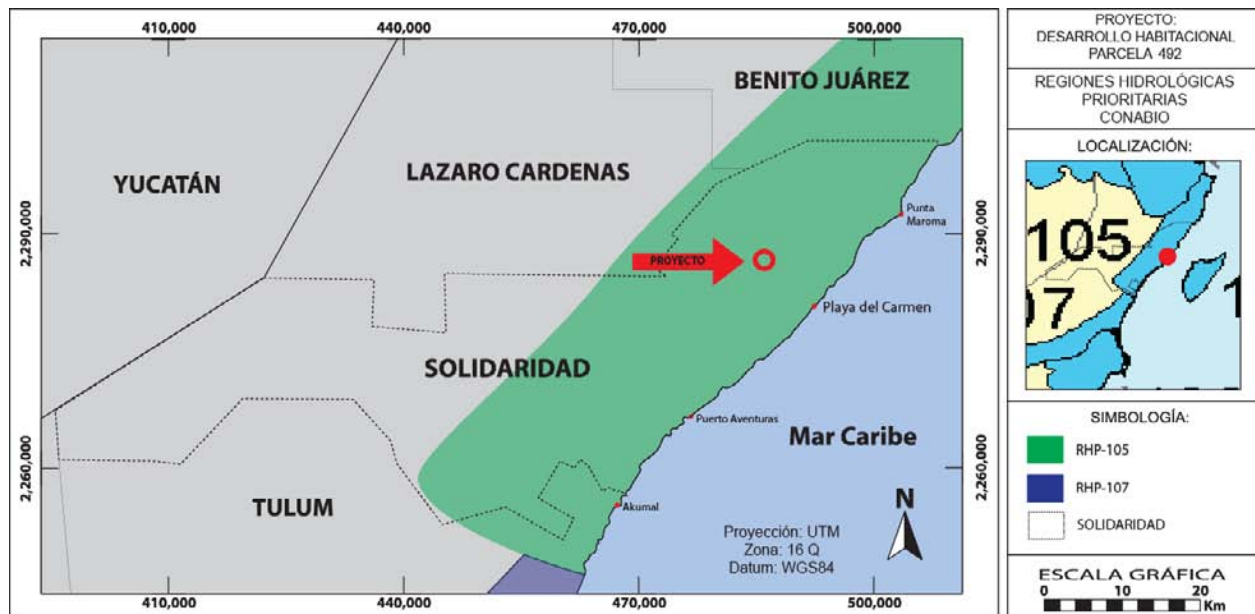 410,000
440,000
470,000
500,000
BENITO JUÁREZ
LAZARO CARDENAS
YUCATÁN
Punta
Maroma
2,290,000
2,290,000
PROYECTO
Playa del Carmen
SOLIDARIDAD
Puerto Aventuras
Mar Caribe
2,260,000
2,260,000
TULUM
Akumal
N
Proyección: UTM
Zona: 16 Q
Datum: WGS84
410,000
440,000
470,000
500,000
PROYECTO:
DESARROLLO HABITACIONAL
PARCELA 492
REGIONES HIDROLÓGICAS
PRIORITARIAS
CONABIO
LOCALIZACIÓN:
105
07
1
SIMBOLOGÍA:
RHP-105
RHP-107
SOLIDARIDAD
ESCALA GRÁFICA
0 10 20
Km